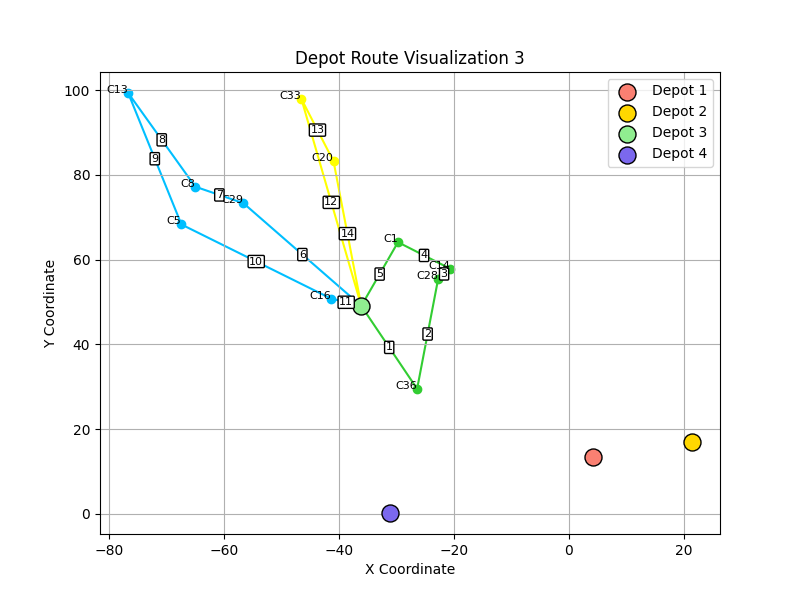 Depot Route Visualization 3
Depot 1
Depot 2
Depot 3
Depot 4
Y Coordinate
100
80
60
40
20
0
−80
−60
−40
−20
0
20
X Coordinate
C13
C33
C20
C8
C29
C5
C16
C1
C14
C28
C36
1
2
3
4
5
6
7
8
9
10
11
12
13
14